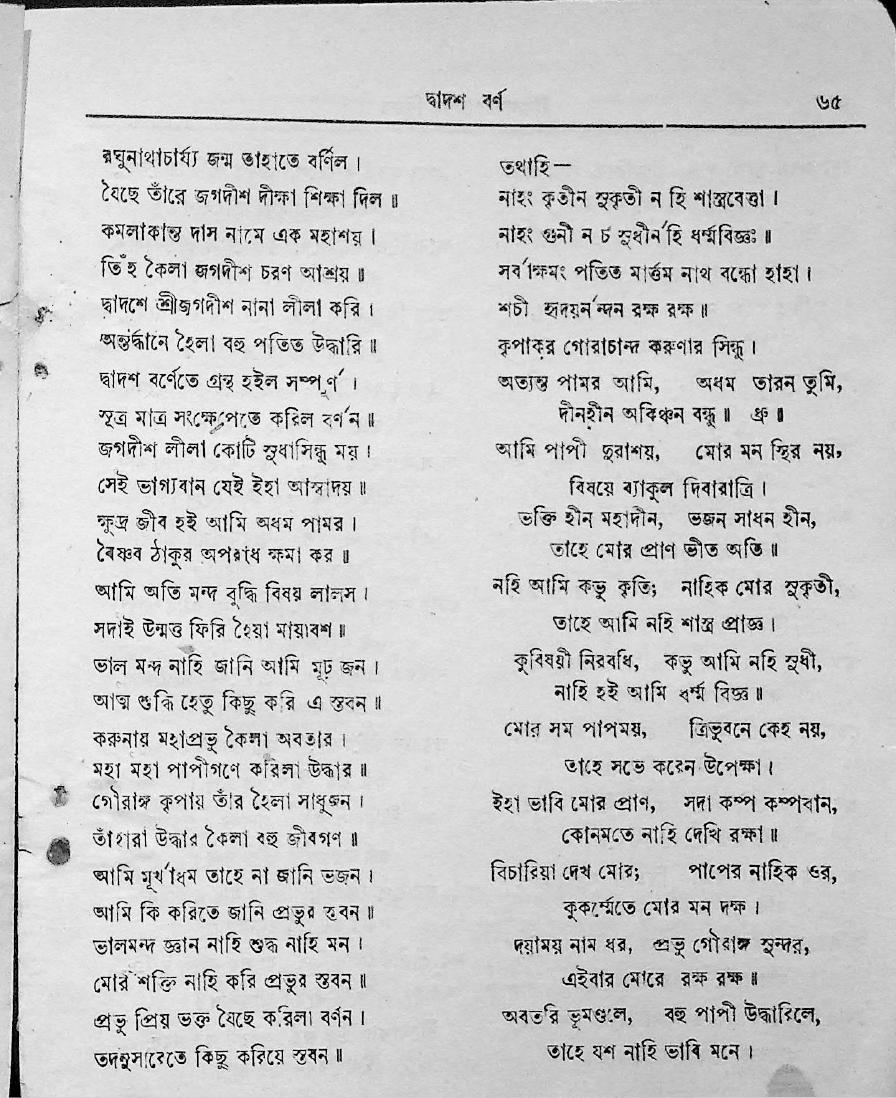 দ্বাদশ বর্ণ
৬৫
রঘুনাথাচার্য্য জন্ম তাহাতে বর্ণিল ।
যৈছে তাঁরে জগদীশ দীক্ষা শিক্ষা দিল ॥
কমলাকান্ত দাস নামে এক মহাশয় ।
তিঁহ কৈলা জগদীশ চরণ আশ্রয় ॥
দ্বাদশে শ্রীজগদীশ নানা লীলা করি ।
অন্তর্দ্ধানে হৈলা বহু পতিত উদ্ধারি ॥
দ্বাদশ বর্ণেতে গ্রন্থ হইল সম্পূর্ণ ।
সূত্র মাত্র সংক্ষেপেতে করিল বর্ণন ॥
জগদীশ লীলা কোটি সুধাসিন্ধু ময় ।
সেই ভাগ্যবান যেই ইহা আস্বাদয় ॥
ক্ষুদ্র জীব হই আমি অধম পামর ।
বৈষ্ণব ঠাকুর অপরাধ ক্ষমা কর ॥
আমি অতি মন্দ বুদ্ধি বিষয় লালস ।
সদাই উন্মত্ত ফিরি হৈয়া মায়াবশ ॥
ভাল মন্দ নাহি জানি আমি মূঢ় জন ।
আত্ম শুদ্ধি হেতু কিছু করি এ স্তবন ॥
করুনায় মহাপ্রভু কৈলা অবতার ।
মহা মহা পাপীগণে করিলা উদ্ধার ॥
গৌরাঙ্গ কৃপায় তাঁর হৈলা সাধুজন ।
তাঁহারা উদ্ধার কৈলা বহু জীবগণ ॥
আমি মূর্খাধম তাহে না জানি ভজন ।
আমি কি করিতে জানি প্রভুর স্তবন ॥
ভালমন্দ জ্ঞান নাহি শুদ্ধ নাহি মন ।
মোর শক্তি নাহি করি প্রভুর স্তবন ॥
প্রভু প্রিয় ভক্ত যৈছে করিলা বর্ণন ।
তদনুসারেতে কিছু করিয়ে স্তবন ॥
তথাহি—
নাহং কৃতীন সুকৃতী ন হি শাস্ত্রবেত্তা ।
নাহং গুনী ন চ সুধীর্নহি ধর্ম্মবিজ্ঞঃ ॥
সর্বাক্ষমং পতিত মার্ত্তম নাথ বন্ধো হাহা ।
শচী হৃদয়নন্দন রক্ষ রক্ষ ॥
কৃপাকর গোরাচান্দ করুণার সিন্ধু ।
অত্যন্ত পামর আমি, অধম তারন তুমি,
দীনহীন অকিঞ্চন বন্ধু ॥ ধ্রু ॥
আমি পাপী দুরাশয়, মোর মন স্থির নয়,
বিষয়ে ব্যাকুল দিবারাত্রি ।
ভক্তি হীন মহাদীন, ভজন সাধন হীন,
তাহে মোর প্রাণ ভীত অতি ॥
নহি আমি কভু কৃতি; নাহিক মোর সুকৃতী,
তাহে আমি নহি শাস্ত্র প্রাজ্ঞ ।
কুবিষয়ী নিরবধি, কভু আমি নহি সুধী,
নাহি হই আমি ধর্ম্ম বিজ্ঞ ॥
মোর সম পাপময়, ত্রিভুবনে কেহ নয়,
তাহে সভে করেন উপেক্ষা ।
ইহা ভাবি মোর প্রাণ, সদা কম্প কম্পবান,
কোনমতে নাহি দেখি রক্ষা ॥
বিচারিয়া দেখ মোর; পাপের নাহিক ওর,
কুকর্ম্মেতে মোর মন দক্ষ ।
দয়াময় নাম ধর, প্রভু গৌরাঙ্গ সুন্দর,
এইবার মোরে রক্ষ রক্ষ ॥
অবতরি ভূমণ্ডলে, বহু পাপী উদ্ধারিলে,
তাহে যশ নাহি ভাবি মনে ।